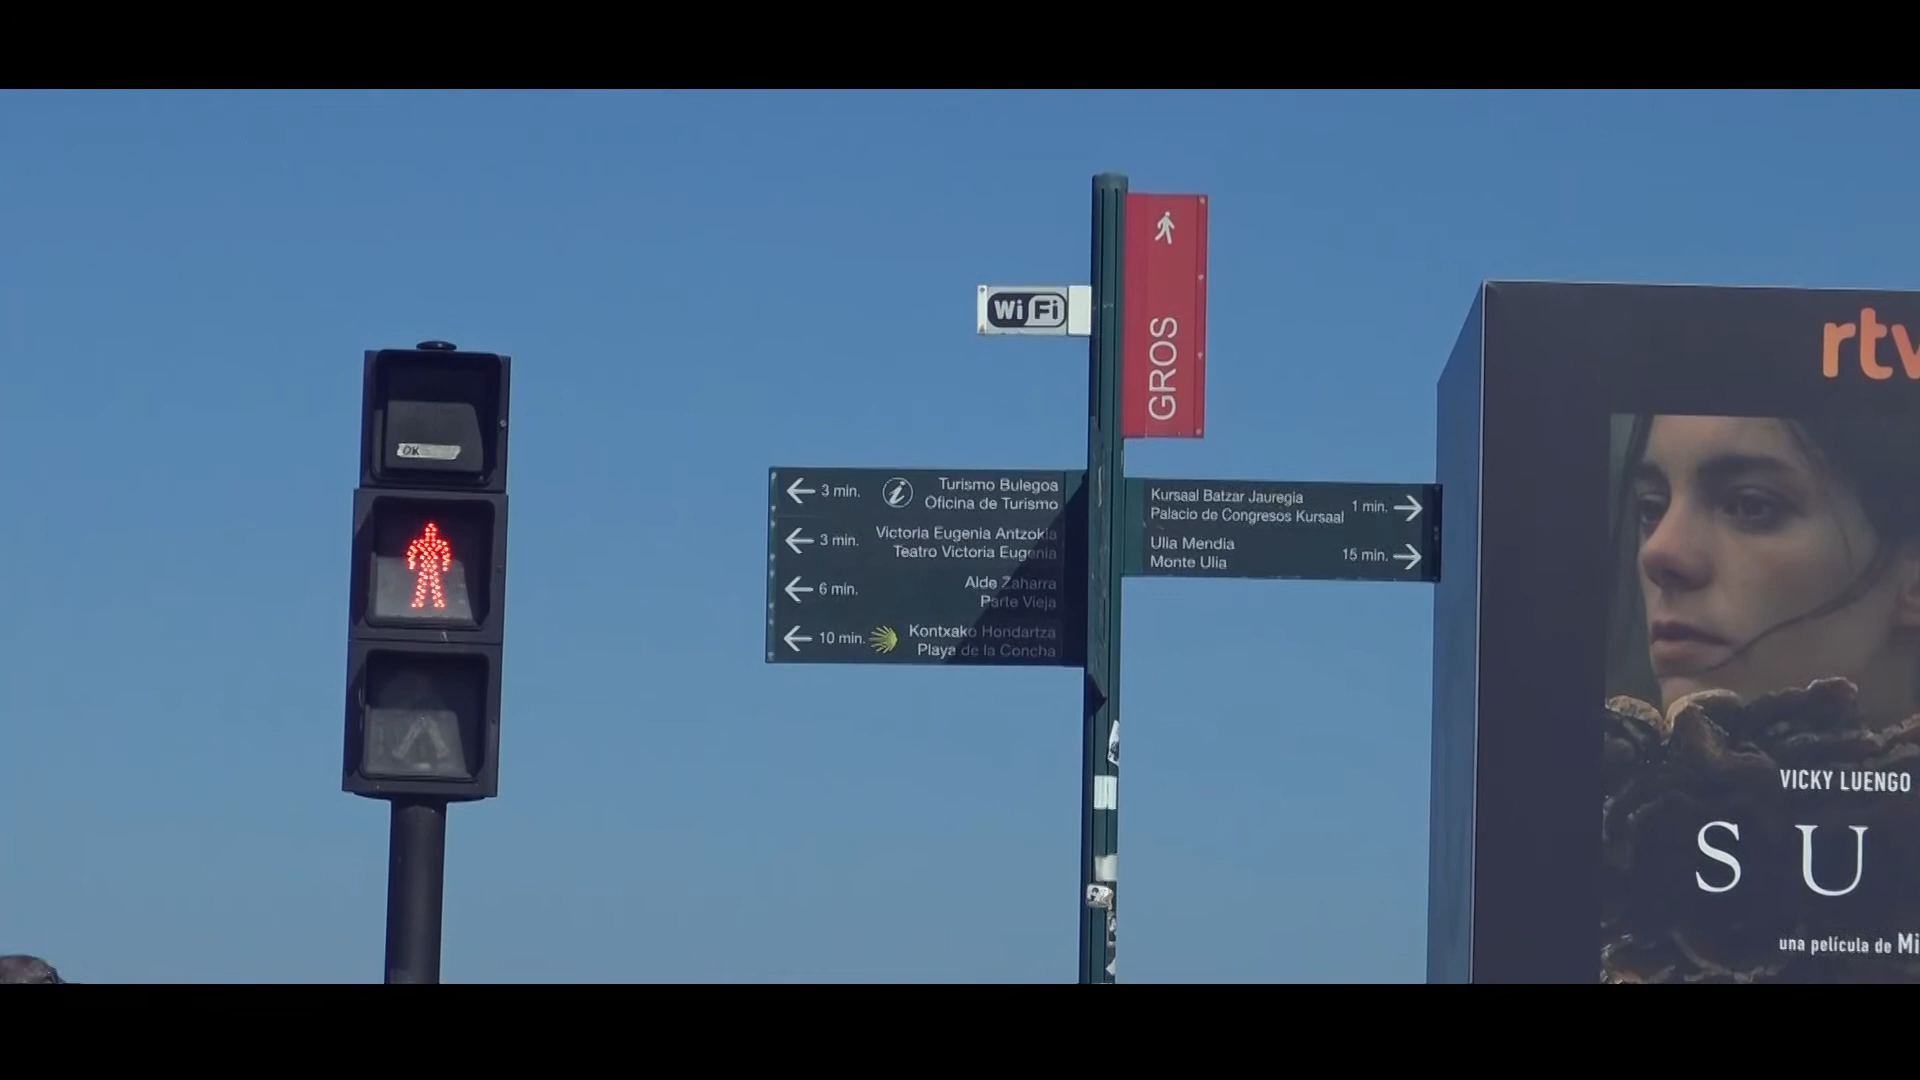 WiFi
GROS
OK
3 min.
Turismo Bulegoa
Oficina de Turismo
3 min.
Victoria Eugenia Antzokia
Teatro Victoria Eugenia
6 min.
Alde Zaharra
Parte Vieja
10 min.
Kontxako Hondartza
Playa de la Concha
Kursaal Batzar Jauregia
Palacio de Congresos Kursaal
1 min.
Ulia Mendia
Monte Ulia
15 min.
rtv
VICKY LUENGO
SU
una película de Mi